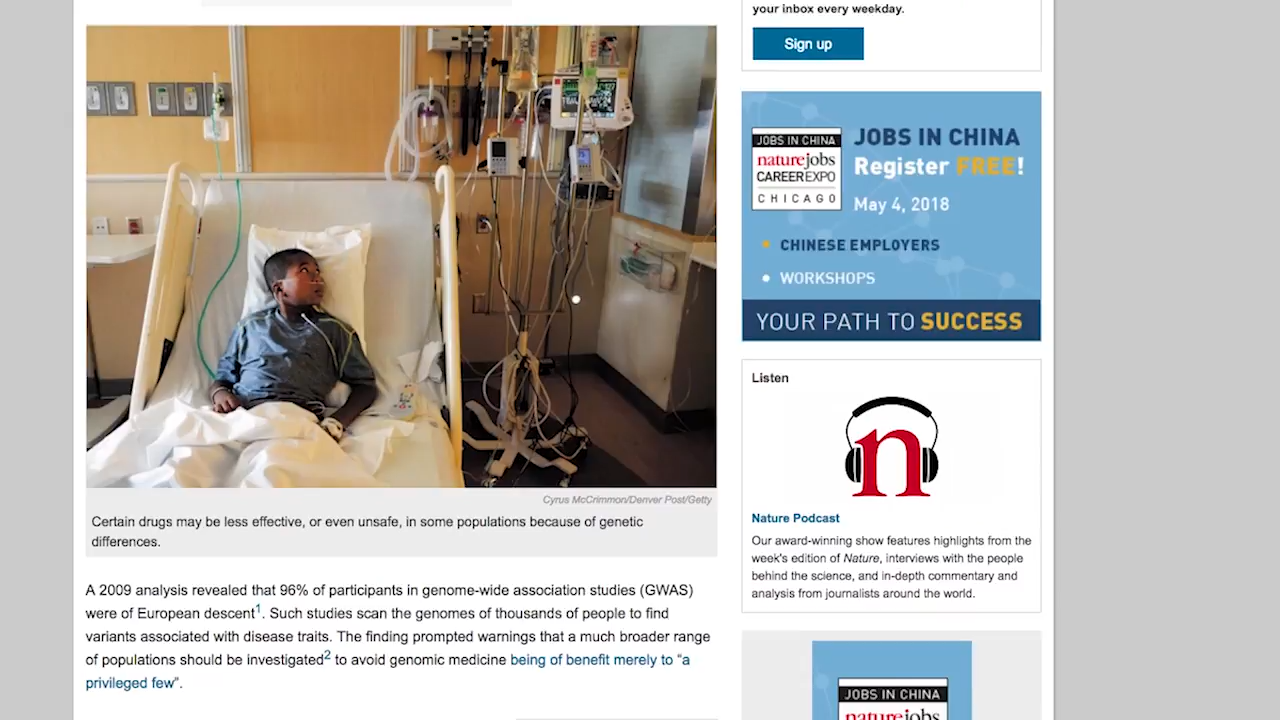 your inbox every weekday.
Sign up
JOBS IN CHINA
naturejobs
CAREER EXPO
CHICAGO
JOBS IN CHINA
Register FREE!
May 4, 2018
CHINESE EMPLOYERS
WORKSHOPS
YOUR PATH TO SUCCESS
Listen
n
Nature Podcast
Our award-winning show features highlights from the
week's edition of Nature, interviews with the people
behind the science, and in-depth commentary and
analysis from journalists around the world.
JOBS IN CHINA
naturejobs
Cyrus McCrimmon/Denver Post/Getty
Certain drugs may be less effective, or even unsafe, in some populations because of genetic
differences.
A 2009 analysis revealed that 96% of participants in genome-wide association studies (GWAS)
were of European descent1. Such studies scan the genomes of thousands of people to find
variants associated with disease traits. The finding prompted warnings that a much broader range
of populations should be investigated2 to avoid genomic medicine being of benefit merely to “a
privileged few”.